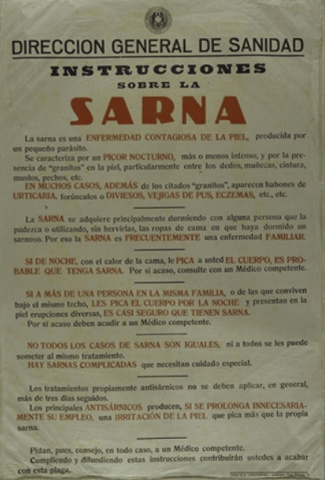 DIRECCION GENERAL DE SANIDAD
INSTRUCCIONES
SOBRE LA
SARNA
La sarna es una ENFERMEDAD CONTAGIOSA DE LA PIEL, producida por
un pequeño parásito.
Se caracteriza por un PICOR NOCTURNO, más o menos intenso, y por la pre-
sencia de "granitos" en la piel, particularmente entre los dedos, muñecas, cintura,
muslos, pechos, etc.
EN MUCHOS CASOS, ADEMÁS de los citados "granitos", aparecen habones de
URTICARIA, forúnculos o DIVIESOS, VEJIGAS DE PUS, ECZEMAS, etc., etc.
La SARNA se adquiere principalmente durmiendo con alguna persona que la
padezca o utilizando, sin hervirlas, las ropas de cama en que haya dormido un
sarnoso. Por eso la SARNA es FRECUENTEMENTE una enfermedad FAMILIAR.
SI DE NOCHE, con el calor de la cama, le PICA a usted EL CUERPO, ES PRO-
BABLE QUE TENGA SARNA. Por si acaso, consulte con un Médico competente.
SI A MÁS DE UNA PERSONA EN LA MISMA FAMILIA, o de las que conviven
bajo el mismo techo, LES PICA EL CUERPO POR LA NOCHE y presentan en la
piel erupciones diversas, ES CASI SEGURO QUE TIENEN SARNA.
Por si acaso deben acudir a un Médico competente.
NO TODOS LOS CASOS DE SARNA SON IGUALES, ni a todos se les puede
someter al mismo tratamiento.
HAY SARNAS COMPLICADAS que necesitan cuidado especial.
Los tratamientos propiamente antisárnicos no se deben aplicar, en general,
más de tres días seguidos.
Los principales ANTISÁRNICOS producen, SI SE PROLONGA INNECESARIA-
MENTE SU EMPLEO, una IRRITACIÓN DE LA PIEL que pica más que la propia
sarna.
Pidan, pues, consejo, en todo caso, a un Médico competente.
Cumpliendo y difundiendo estas instrucciones contribuirán ustedes a acabar
con esta plaga.